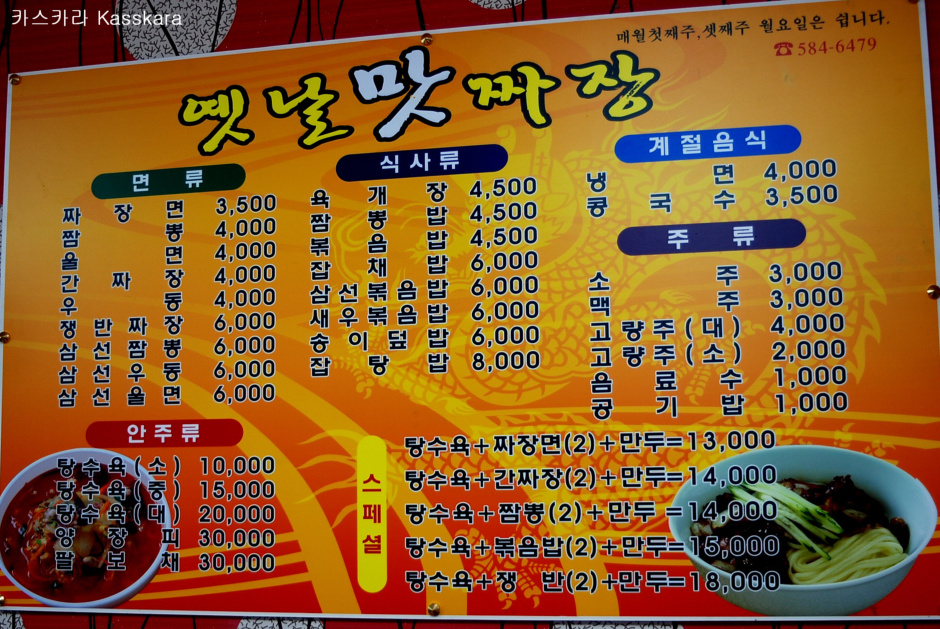 카스카라 Kasskara
매월첫째주,셋째주 월요일은 쉽니다.
☎584-6479
옛날맛짜장
면 류
짜 장 면 3,500
짬 뽕 4,000
울 면 4,000
간 짜 장 4,000
우 동 4,000
쟁 반 짜 장 6,000
삼 선 짬 뽕 6,000
삼 선 우 동 6,000
삼 선 울 면 6,000
식사류
육 개 장 4,500
짬 뽕 밥 4,500
볶 음 밥 4,500
잡 채 밥 6,000
삼 선 볶 음 밥 6,000
새 우 볶 음 밥 6,000
송 이 덮 밥 6,000
잡 탕 밥 8,000
계절음식
냉 면 4,000
콩 국 수 3,500
주 류
소 주 3,000
맥 주 3,000
고 량 주 ( 대 ) 4,000
고 량 주 ( 소 ) 2,000
음 료 수 1,000
공 기 밥 1,000
안주류
탕 수 육 ( 소 ) 10,000
탕 수 육 ( 중 ) 15,000
탕 수 육 ( 대 ) 20,000
양 장 피 30,000
팔 보 채 30,000
스페셜
탕수육+짜장면(2)+만두=13,000
탕수육+간짜장(2)+만두=14,000
탕수육+짬뽕(2)+만두=14,000
탕수육+볶음밥(2)+만두=15,000
탕수육+쟁 반(2)+만두=18,000